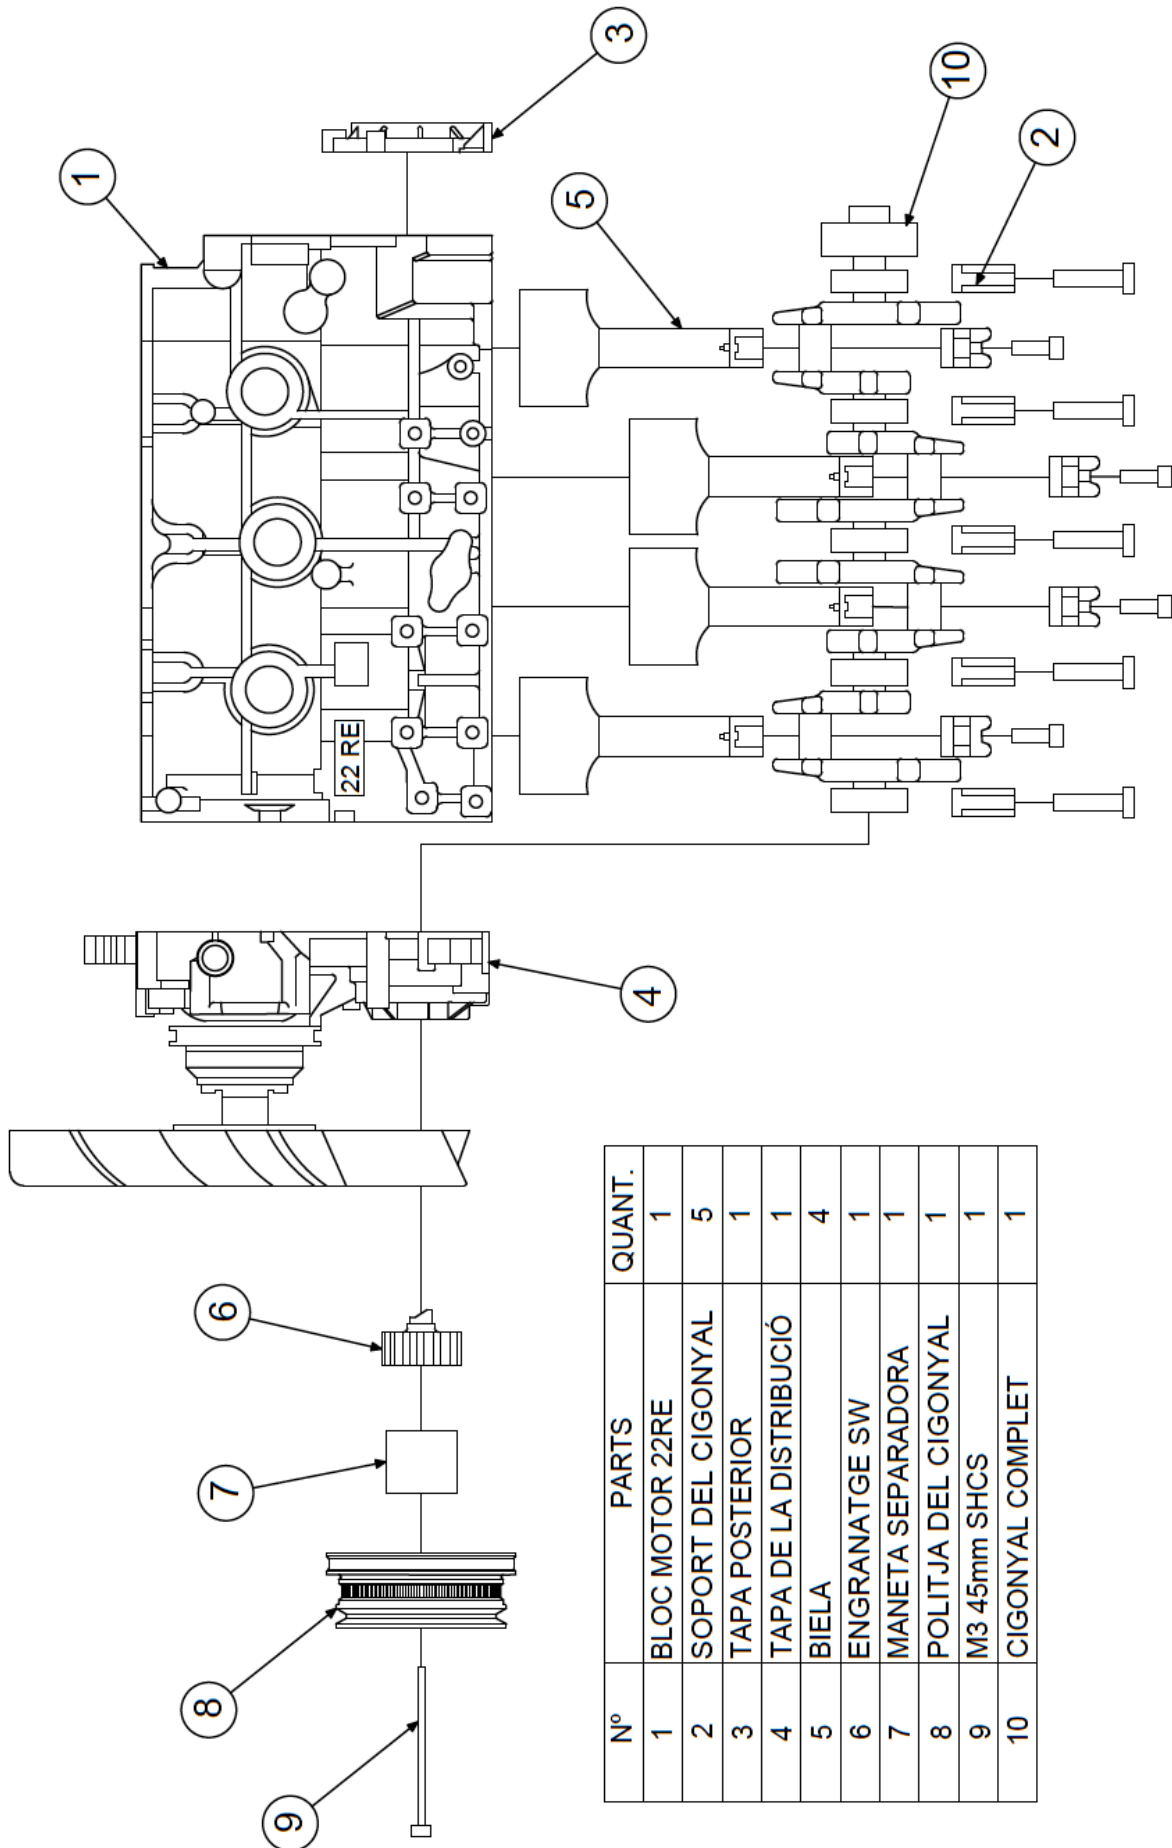 1
3
5
10
2
22 RE
4
6
7
8
9
Nº PARTS QUANT.
1 BLOC MOTOR 22RE 1
2 SOPORT DEL CIGONYAL 5
3 TAPA POSTERIOR 1
4 TAPA DE LA DISTRIBUCIÓ 1
5 BIELA 4
6 ENGRANATGE SW 1
7 MANETA SEPARADORA 1
8 POLITJA DEL CIGONYAL 1
9 M3 45mm SHCS 1
10 CIGONYAL COMPLET 1